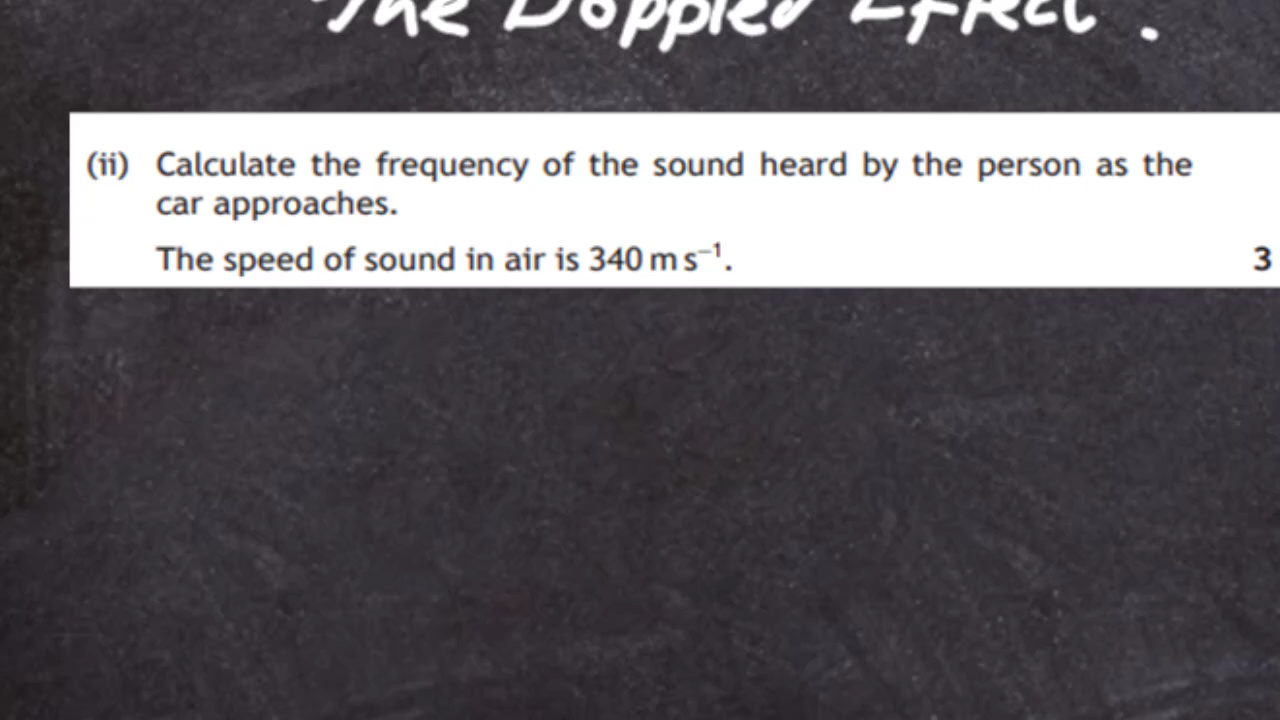 The Doppler Effect.
(ii) Calculate the frequency of the sound heard by the person as the
car approaches.
The speed of sound in air is 340 m s⁻¹.
3